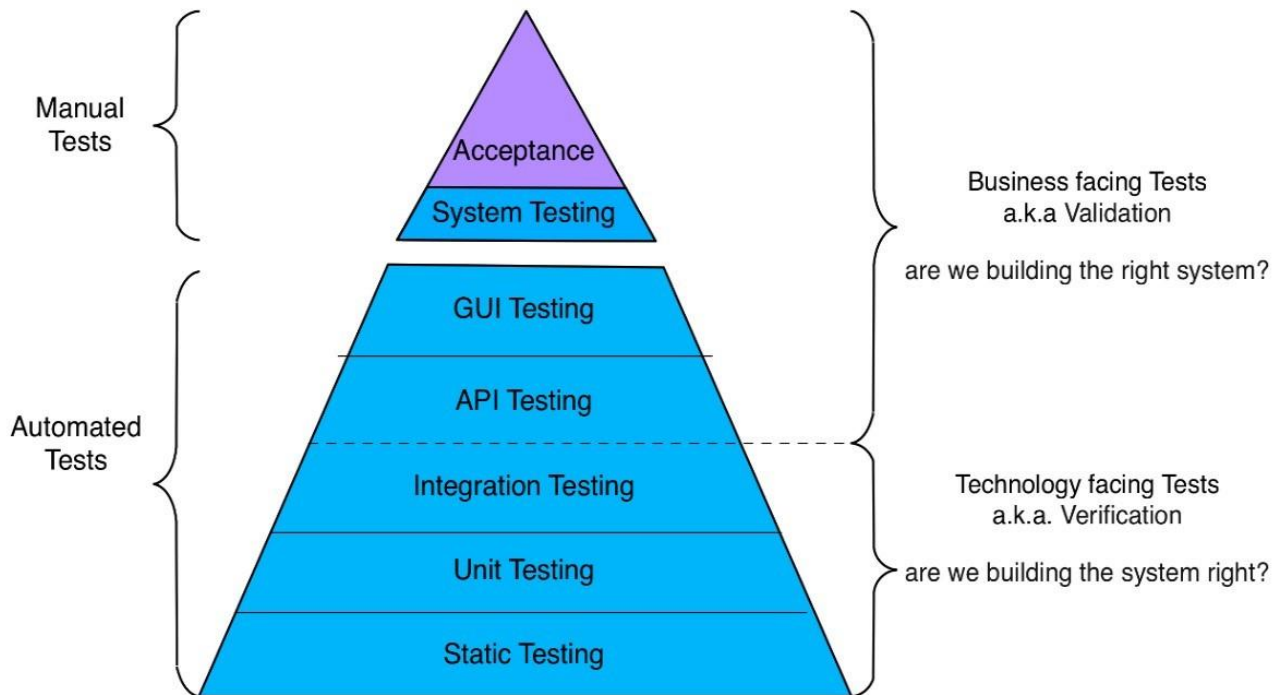 Manual
Tests
Acceptance
System Testing
Business facing Tests
a.k.a Validation
are we building the right system?
GUI Testing
API Testing
Automated
Tests
Integration Testing
Technology facing Tests
a.k.a. Verification
Unit Testing
are we building the system right?
Static Testing